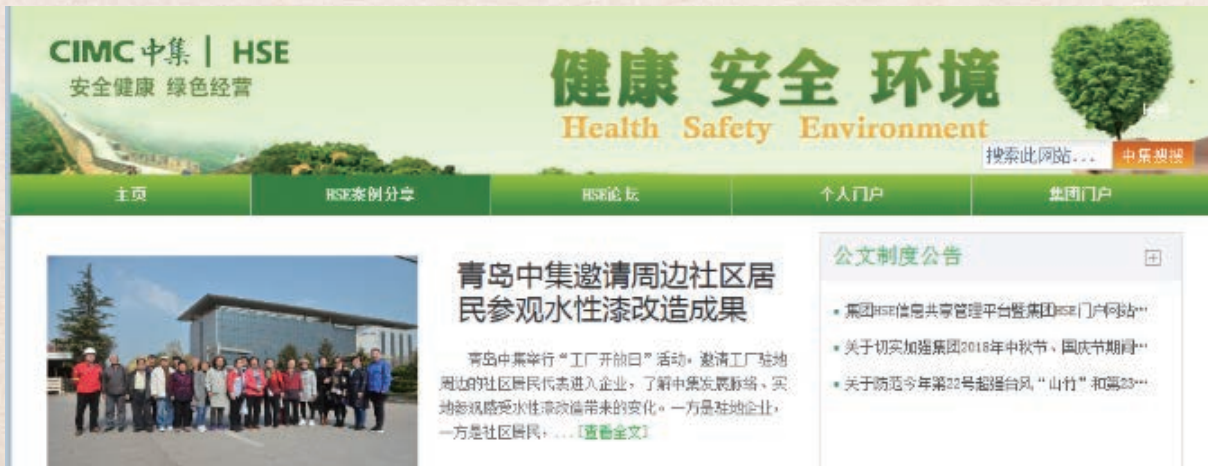 CIMC中集 | HSE
安全健康 绿色经营
健康 安全 环境
Health Safety Environment
搜索此网站... 中集搜搜
主页 HSE案例分享 HSE论坛 个人门户 集团门户
青岛中集邀请周边社区居
民参观水性漆改造成果
青岛中集举行“工厂开放日”活动，邀请工厂驻地
周边的社区居民代表进入企业，了解中集发展脉络、实
地参观感受水性漆改造带来的变化。一方是驻地企业，
一方是社区居民，...[查看全文]
公文制度公告
集团HSE信息共享管理平台暨集团HSE门户网站…
关于切实加强集团2018年中秋节、国庆节期间…
关于防范今年第22号超强台风“山竹”和第23…